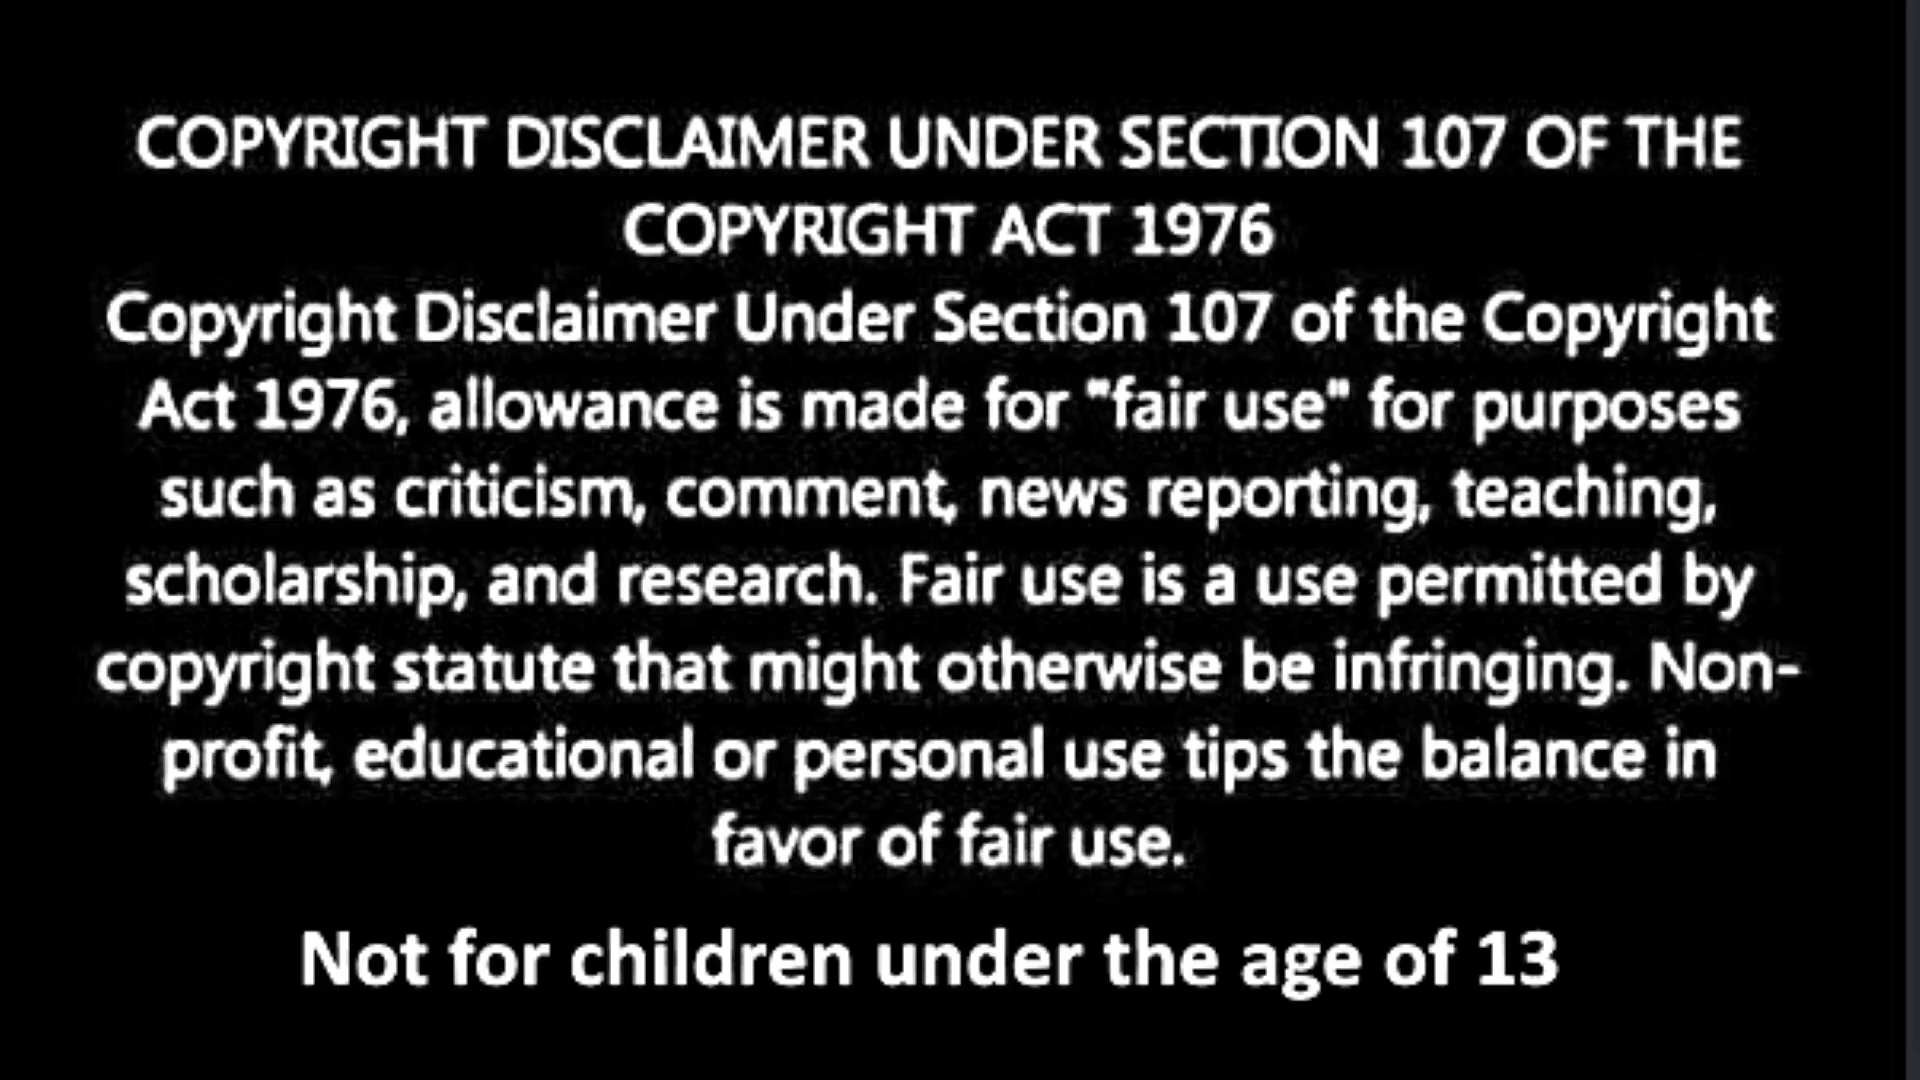 COPYRIGHT DISCLAIMER UNDER SECTION 107 OF THE
COPYRIGHT ACT 1976
Copyright Disclaimer Under Section 107 of the Copyright
Act 1976, allowance is made for "fair use" for purposes
such as criticism, comment, news reporting, teaching,
scholarship, and research. Fair use is a use permitted by
copyright statute that might otherwise be infringing. Non-
profit, educational or personal use tips the balance in
favor of fair use.
Not for children under the age of 13